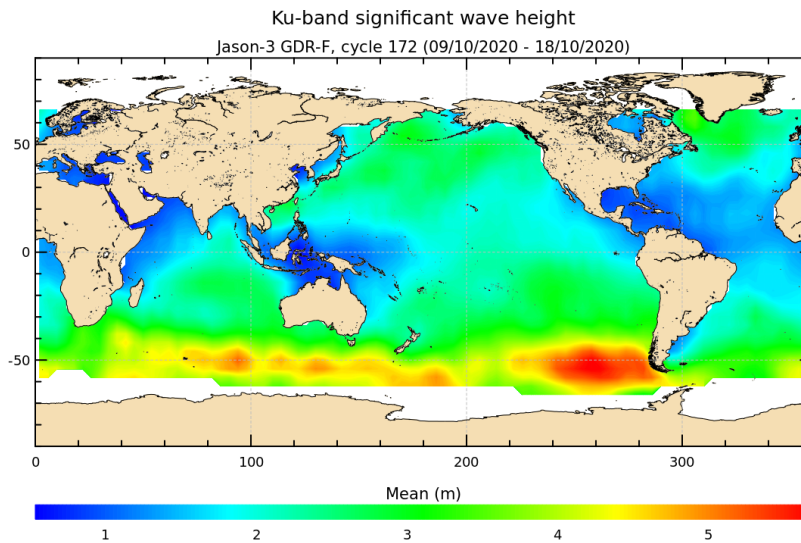 Ku-band significant wave height
Jason-3 GDR-F, cycle 172 (09/10/2020 - 18/10/2020)
50
0
-50
0 100 200 300
Mean (m)
1 2 3 4 5